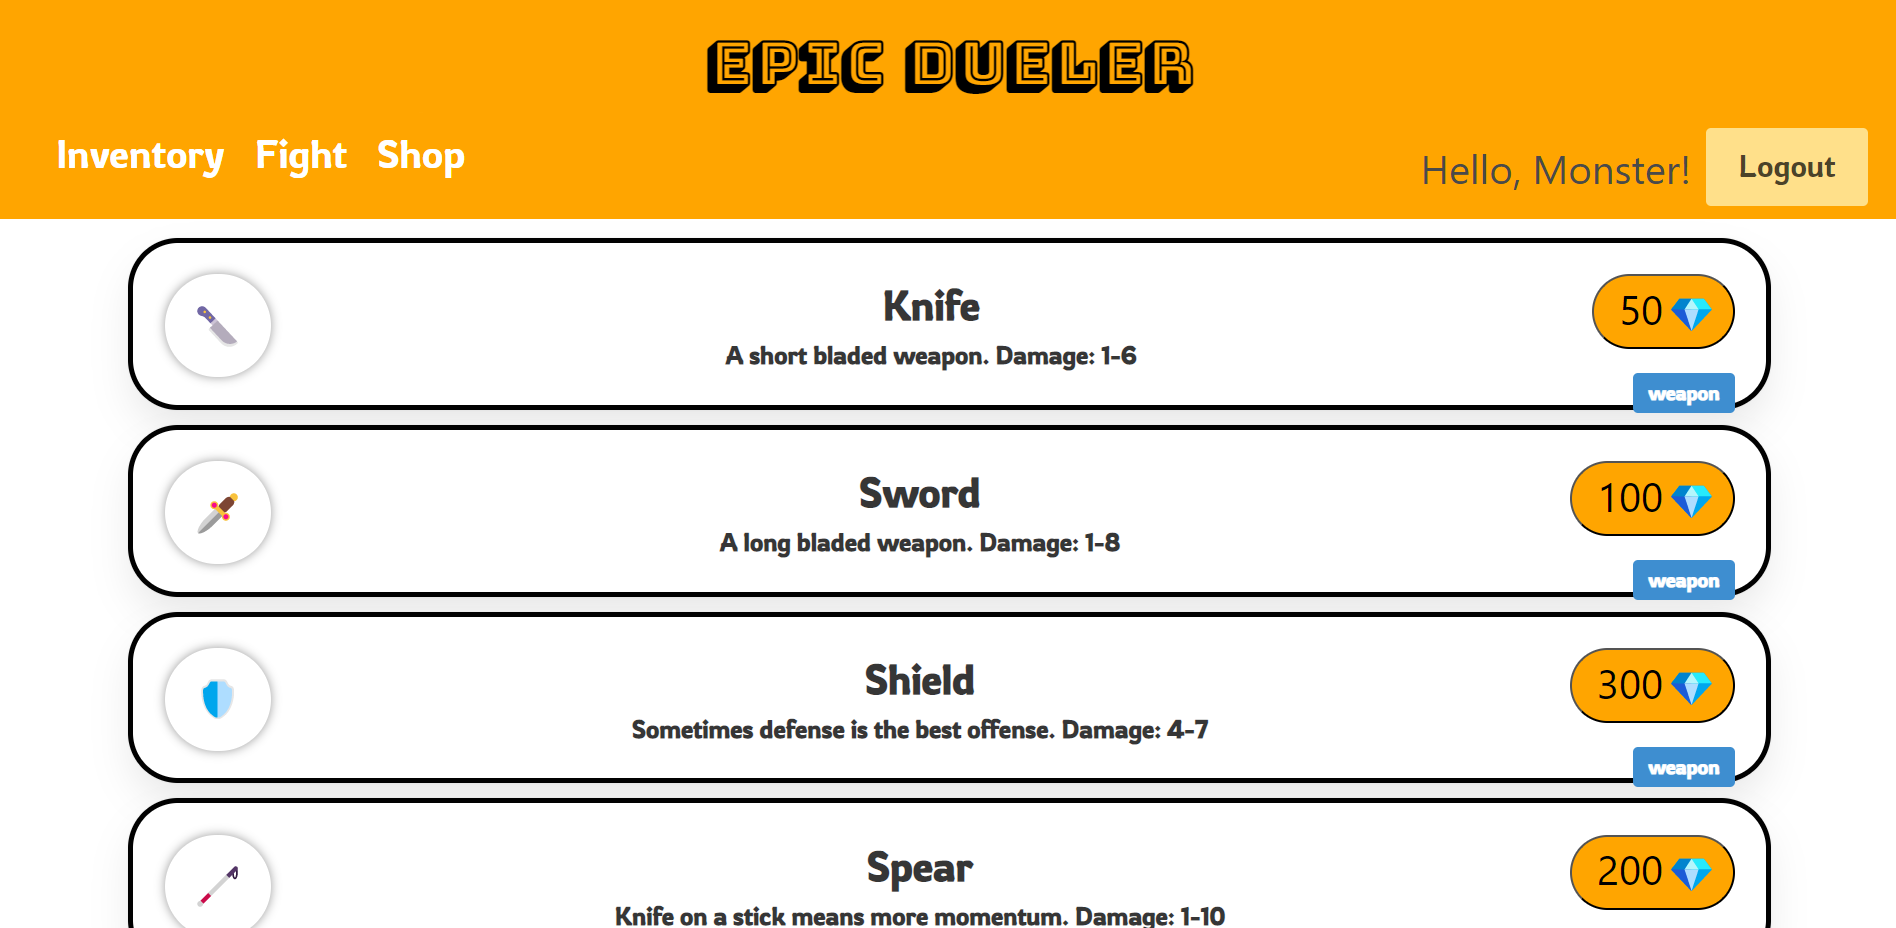 EPIC DUELER
Inventory Fight Shop
Hello, Monster! Logout
Knife
A short bladed weapon. Damage: 1-6
50
weapon
Sword
A long bladed weapon. Damage: 1-8
100
weapon
Shield
Sometimes defense is the best offense. Damage: 4-7
300
weapon
Spear
Knife on a stick means more momentum. Damage: 1-10
200